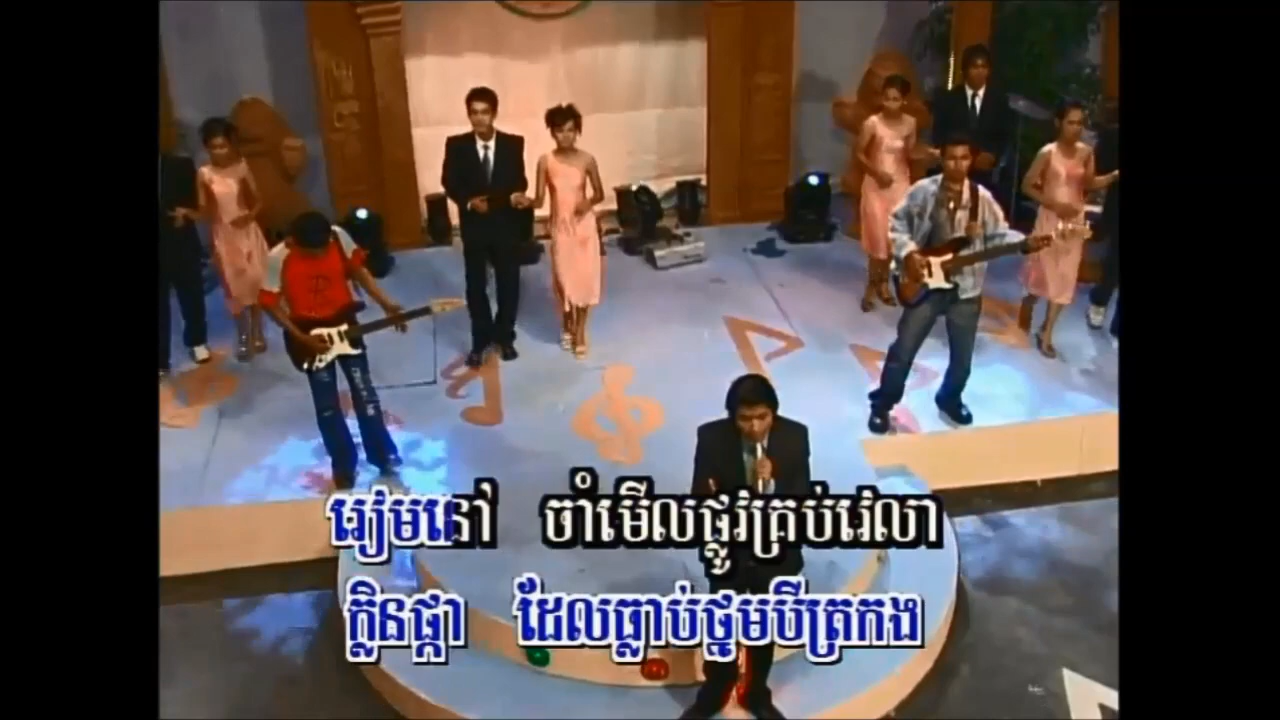 រៀមនៅ ចាំមើលផ្លូវគ្រប់វេលា
ក្លិនផ្កា ដែលធ្លាប់ថ្នមបីត្រកង